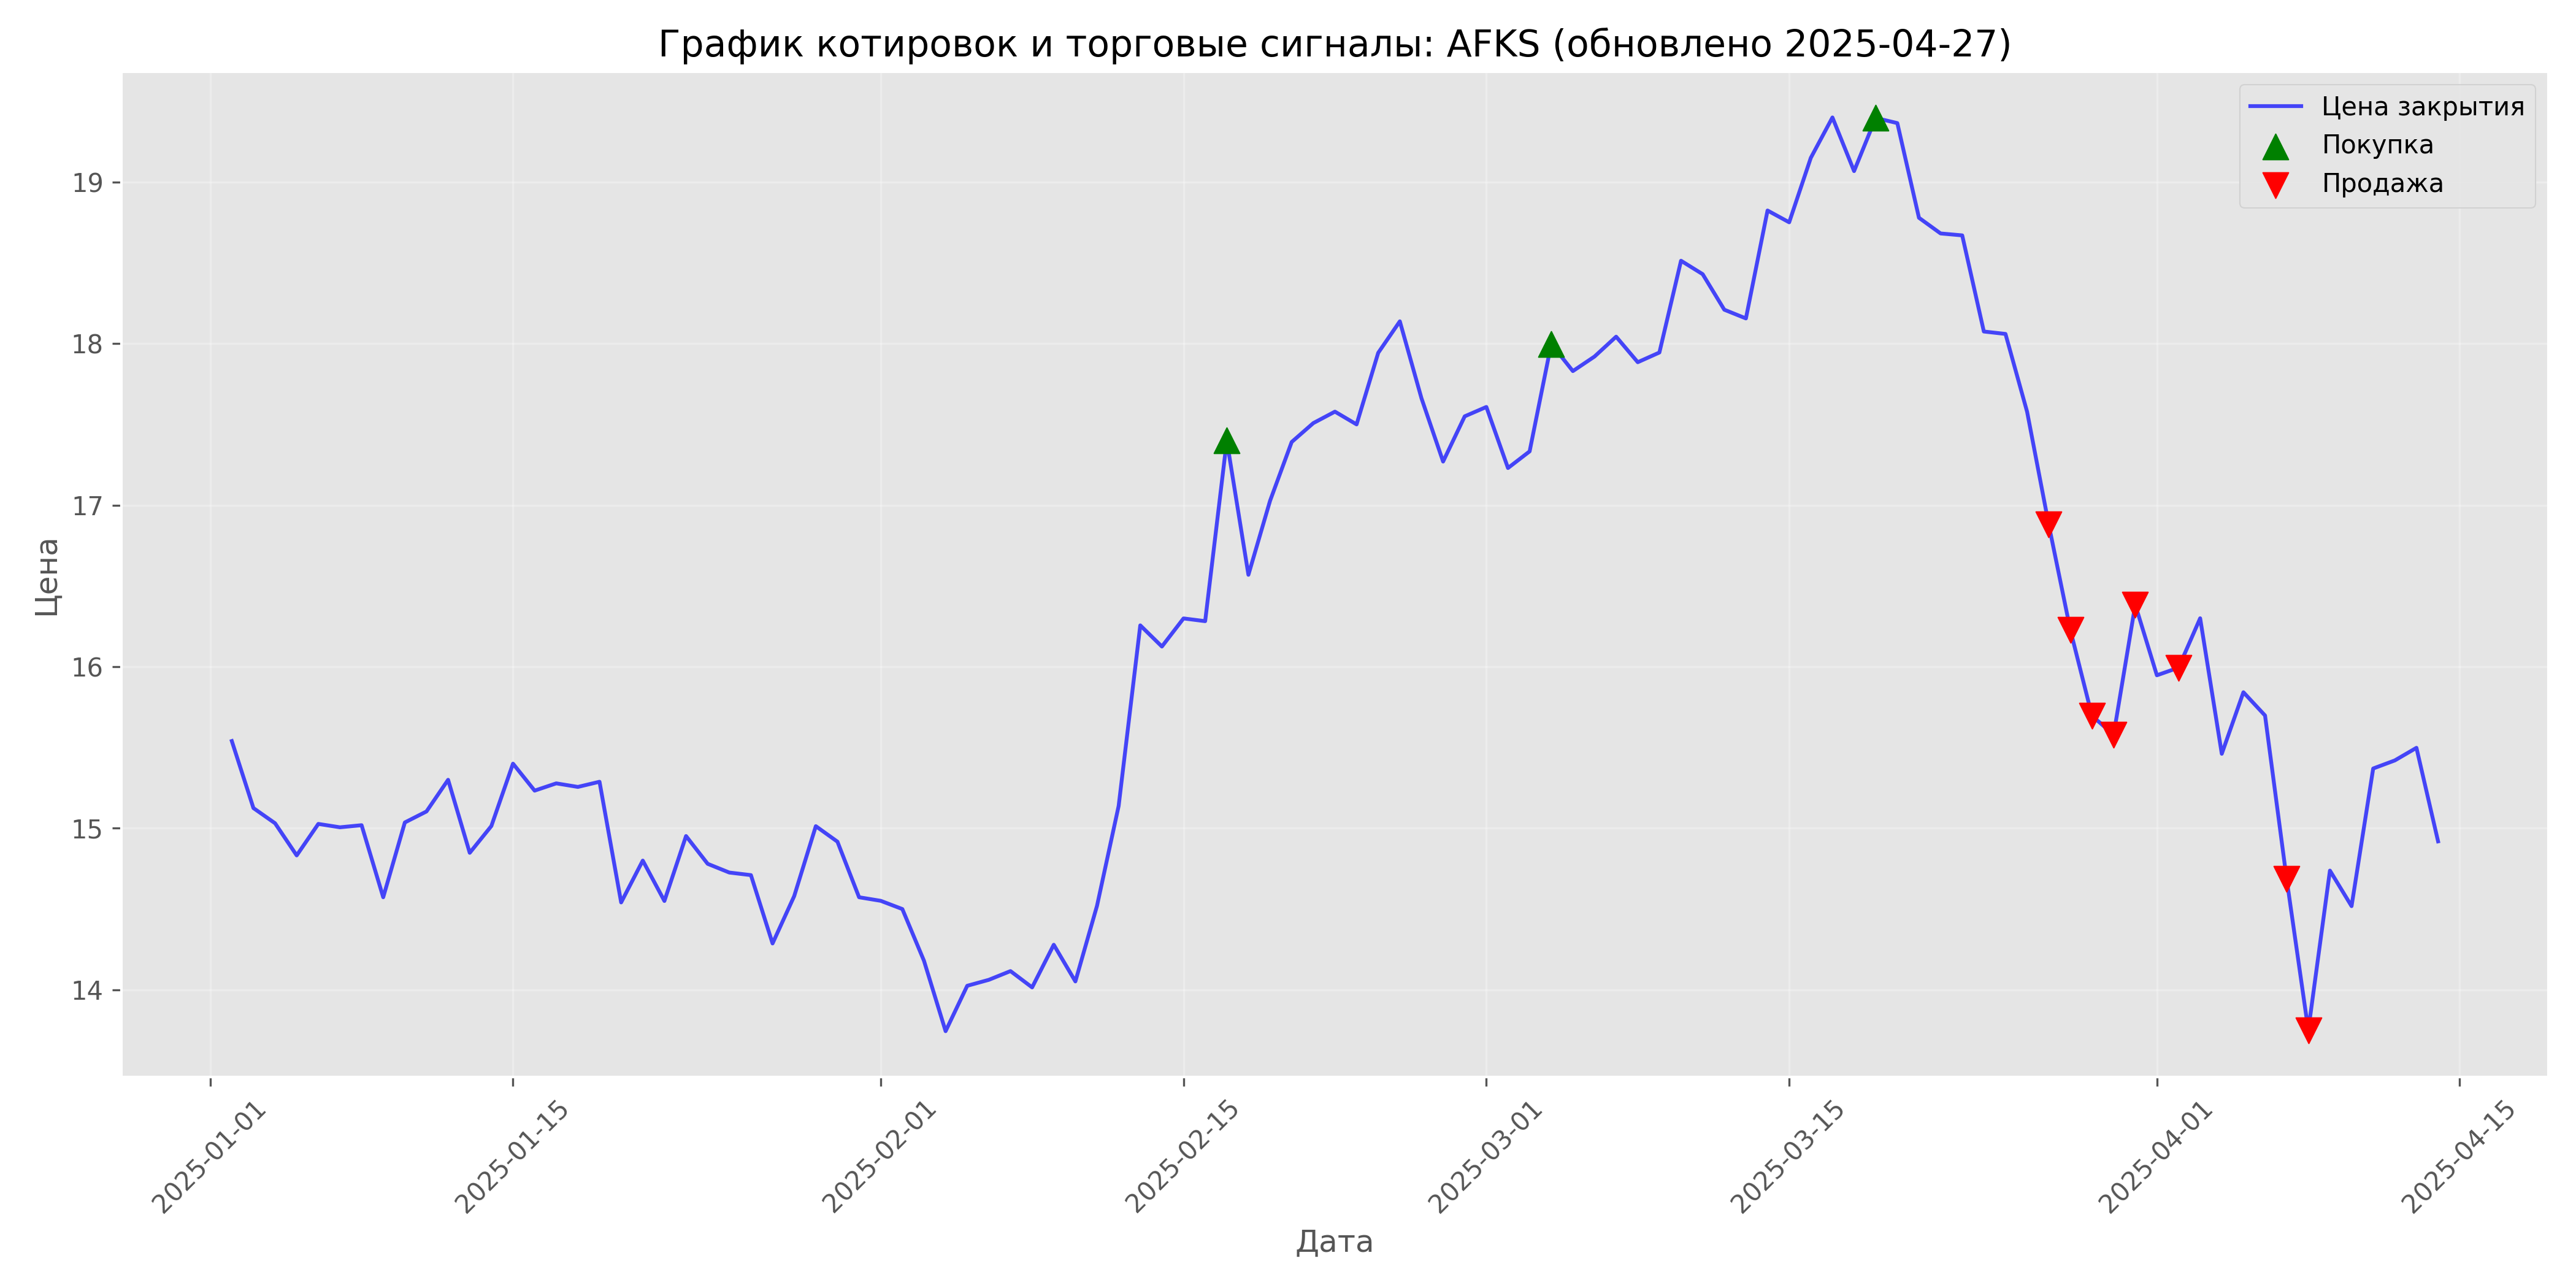 График котировок и торговые сигналы: AFKS (обновлено 2025-04-27)
Цена закрытия
Покупка
Продажа
19
18
17
16
15
14
Цена
2025-01-01
2025-01-15
2025-02-01
2025-02-15
2025-03-01
2025-03-15
2025-04-01
2025-04-15
Дата